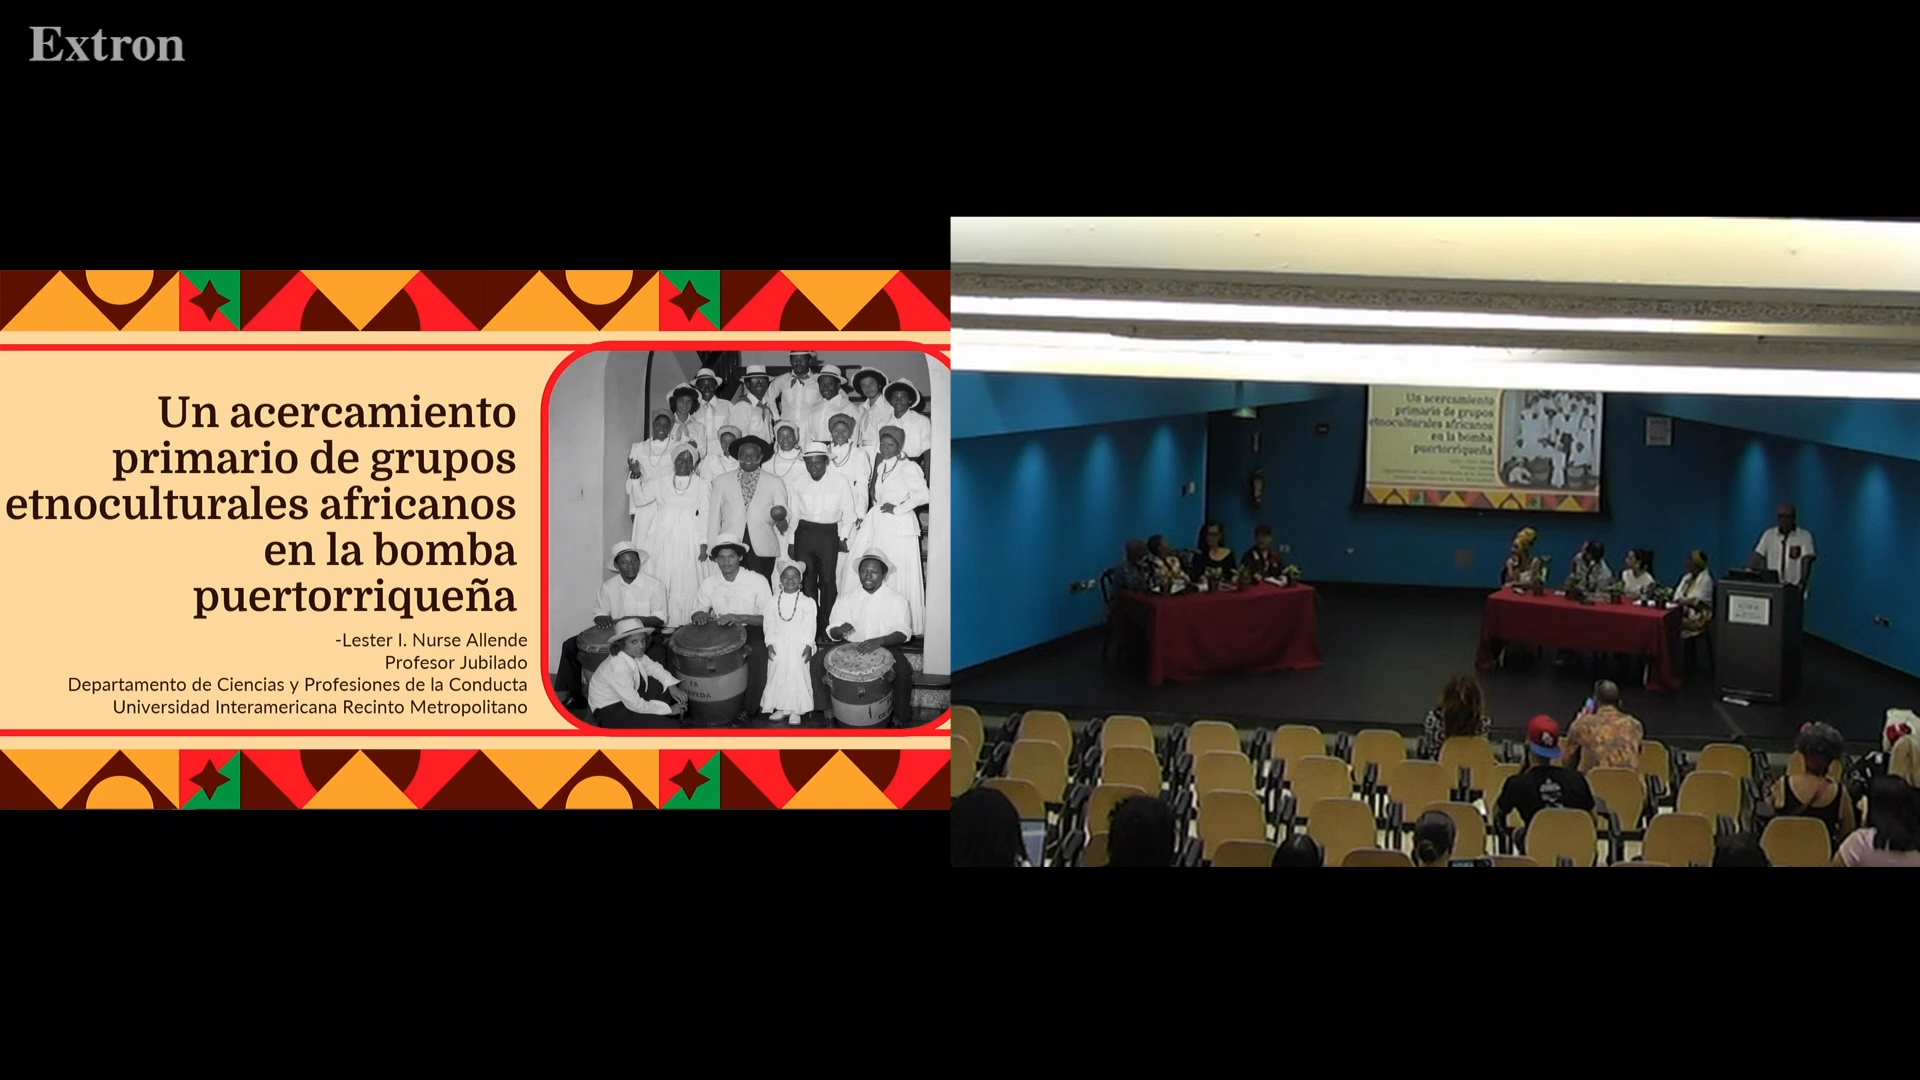 Extron
Un acercamiento
primario de grupos
etnoculturales africanos
en la bomba
puertorriqueña
-Lester I. Nurse Allende
Profesor Jubilado
Departamento de Ciencias y Profesiones de la Conducta
Universidad Interamericana Recinto Metropolitano
Un acercamiento
primario de grupos
etnoculturales africanos
en la bomba
puertorriqueña